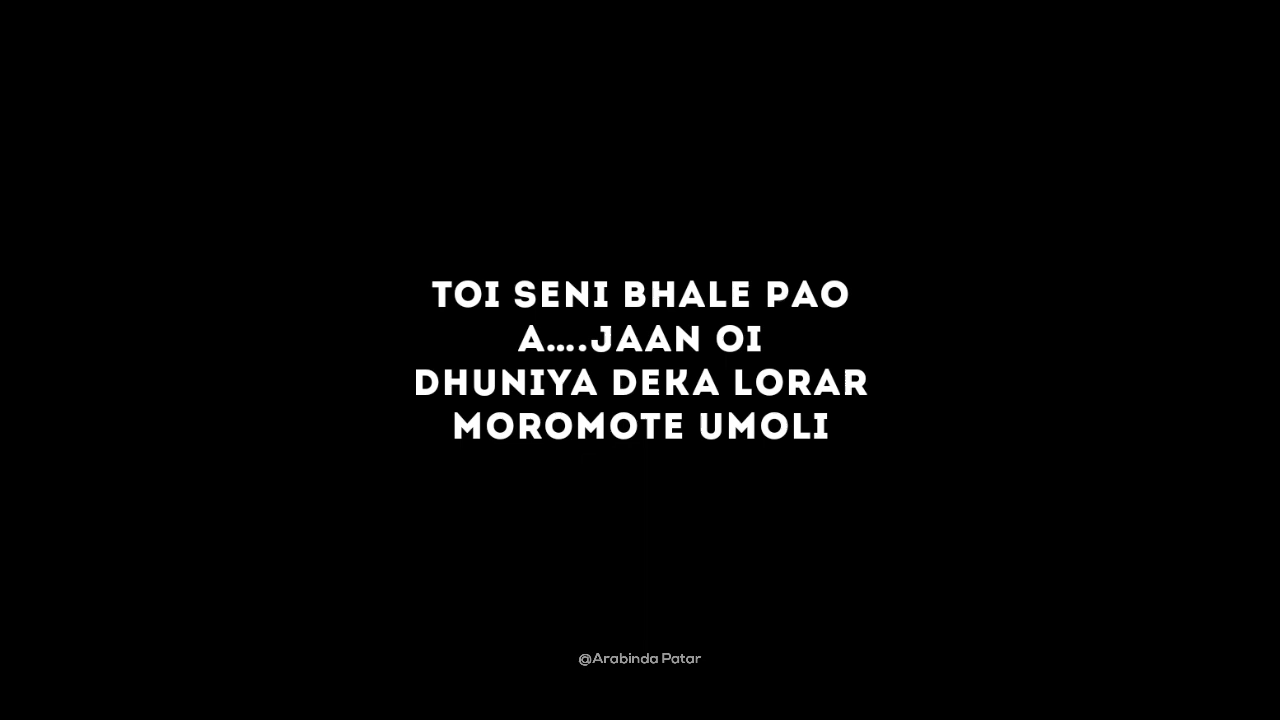 TOI SENI BHALE PAO
A....JAAN OI
DHUNIYA DEKA LORAR
MOROMOTE UMOLI
@Arabinda Patar